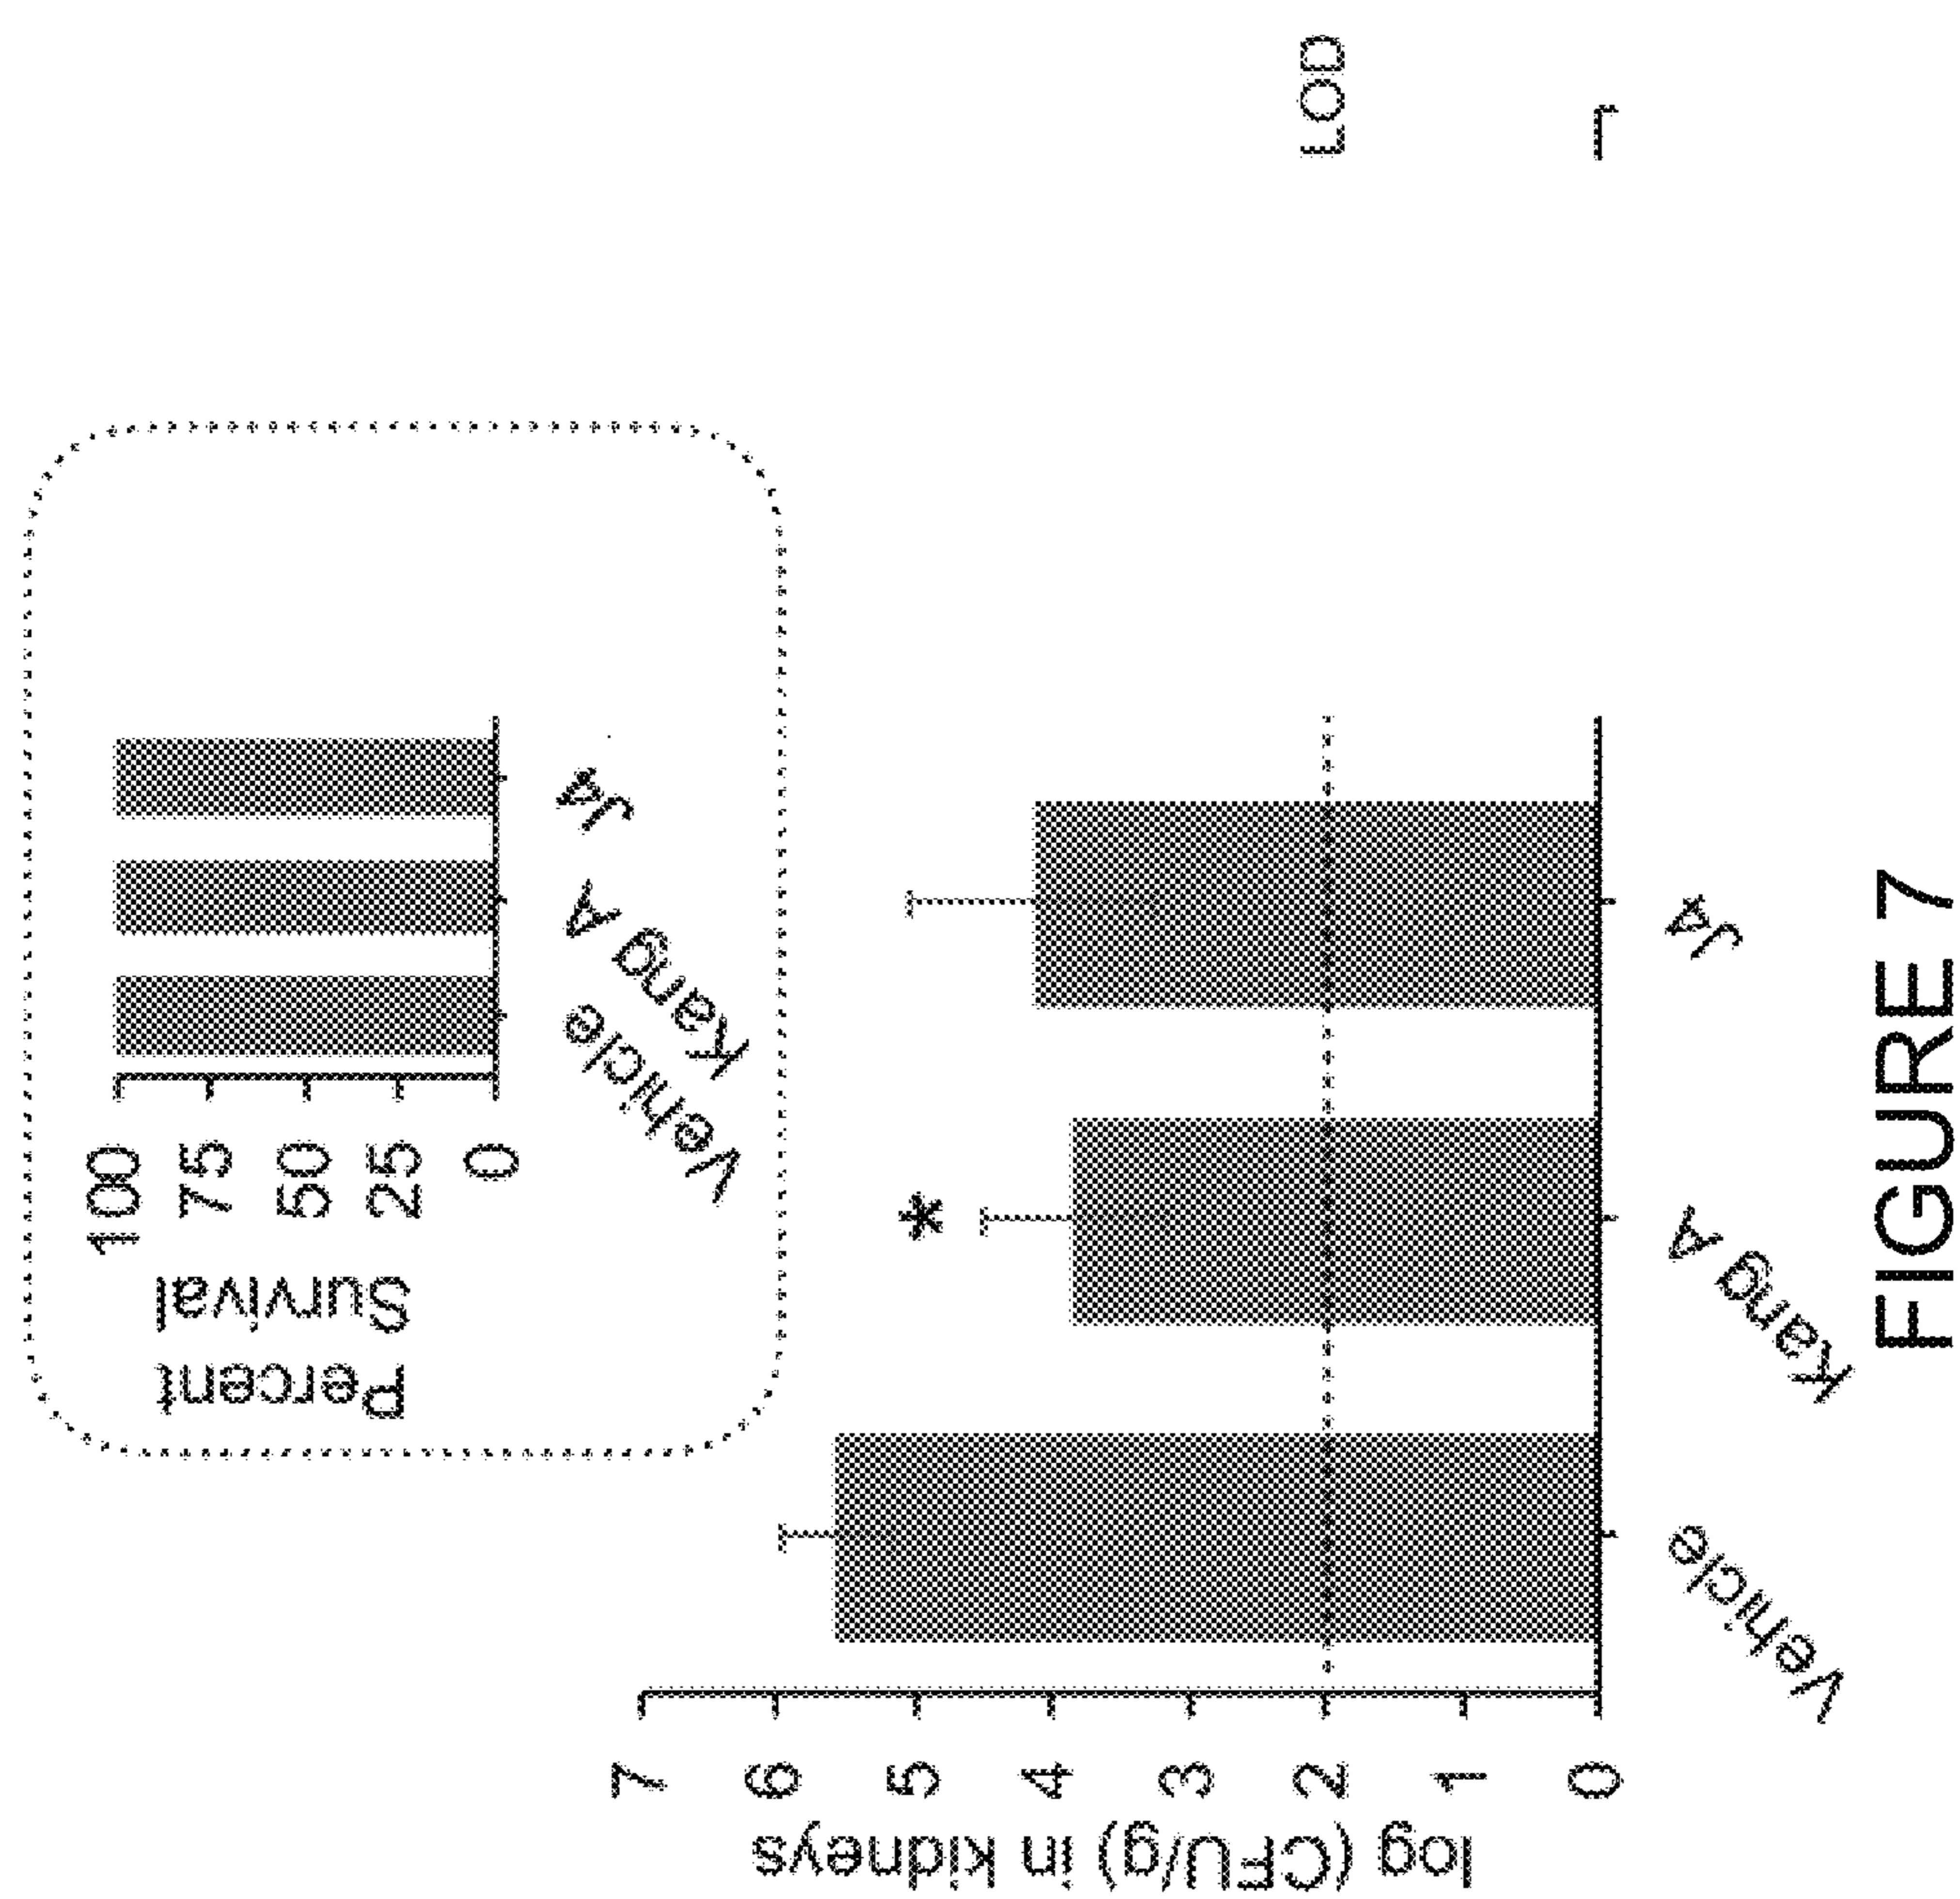 Percent
Survival
100
75
50
25
0
Vehicle
Kang A
J4
log (CFU/g) in kidneys
7
6
5
4
3
2
1
0
*
LOD
Vehicle
Kang A
J4
FIGURE 7